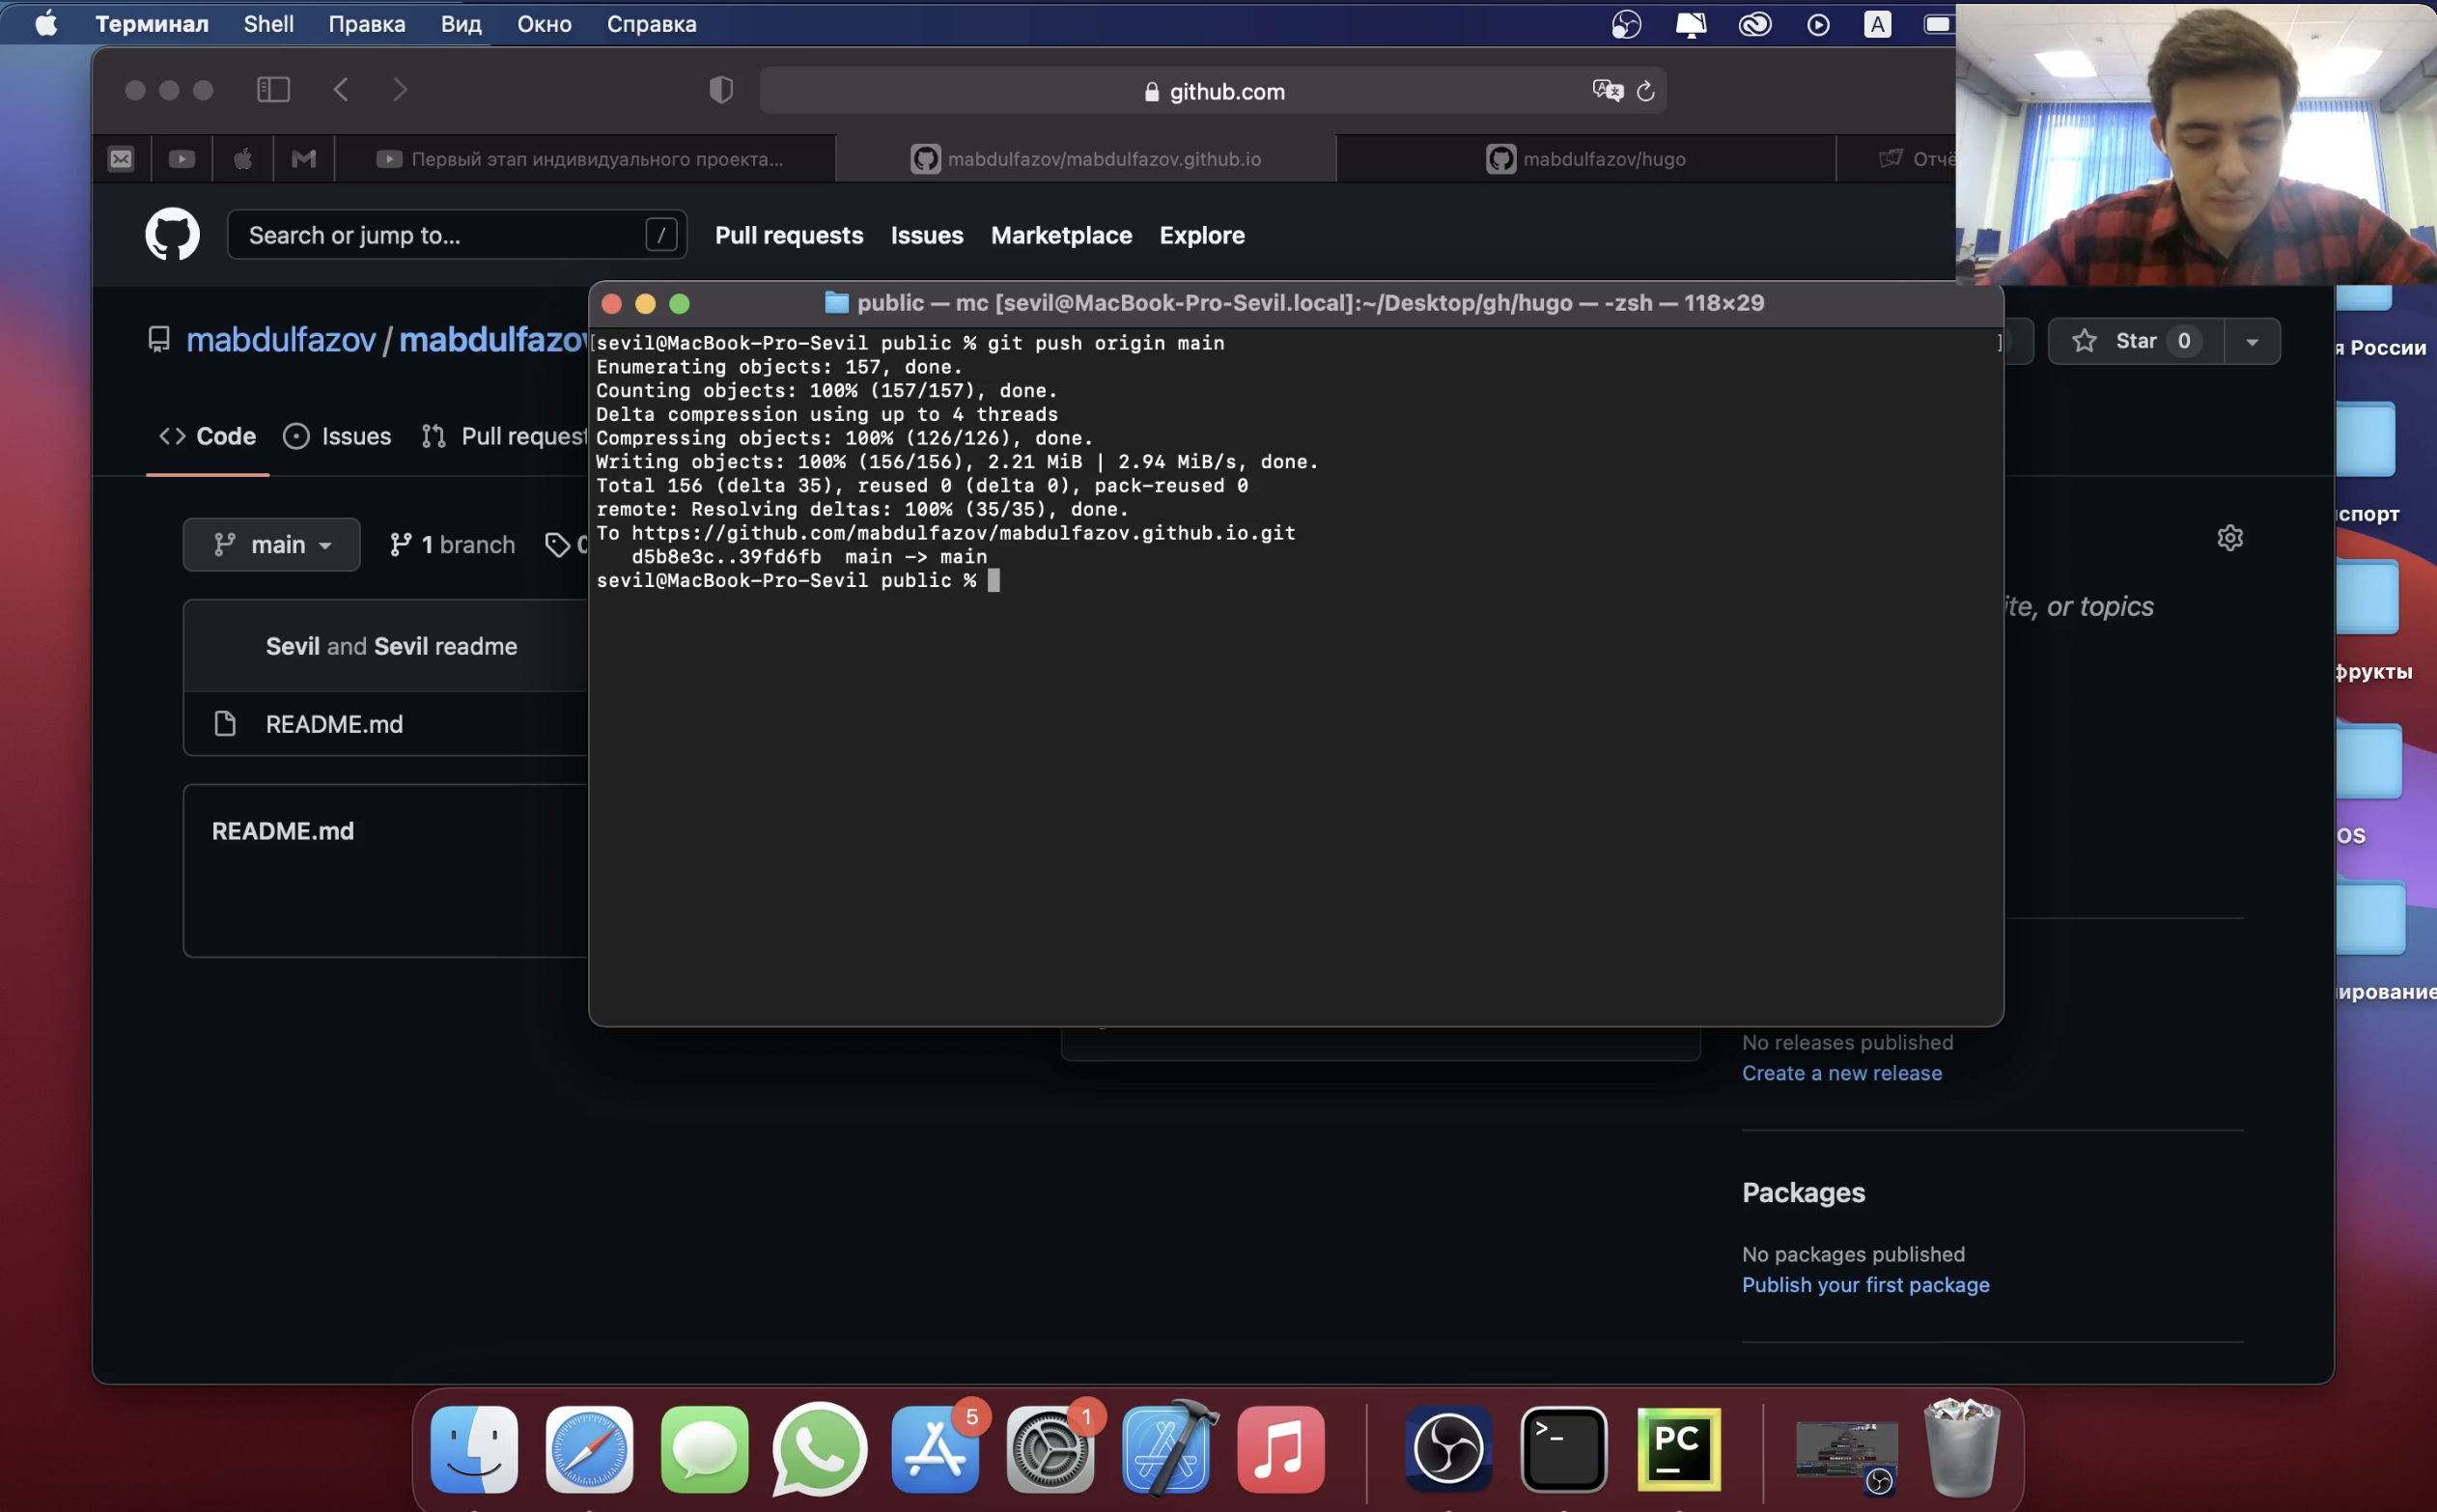 Терминал Shell Правка Вид Окно Справка
A
github.com
Первый этап индивидуального проекта...
mabdulfazov/mabdulfazov.github.io
mabdulfazov/hugo
Отчё
Search or jump to... /
Pull requests Issues Marketplace Explore
public — mc [sevil@MacBook-Pro-Sevil.local]:~/Desktop/gh/hugo — -zsh — 118×29
mabdulfazov / mabdulfazov
Star 0
я России
[sevil@MacBook-Pro-Sevil public % git push origin main ]
Enumerating objects: 157, done.
Counting objects: 100% (157/157), done.
Delta compression using up to 4 threads
Compressing objects: 100% (126/126), done.
Writing objects: 100% (156/156), 2.21 MiB | 2.94 MiB/s, done.
Total 156 (delta 35), reused 0 (delta 0), pack-reused 0
remote: Resolving deltas: 100% (35/35), done.
To https://github.com/mabdulfazov/mabdulfazov.github.io.git
d5b8e3c..39fd6fb main -> main
sevil@MacBook-Pro-Sevil public %
Code Issues Pull request
спорт
main 1 branch 0
ite, or topics
Sevil and Sevil readme
фрукты
README.md
README.md
OS
ирование
No releases published
Create a new release
Packages
No packages published
Publish your first package
5
1
>_
PC